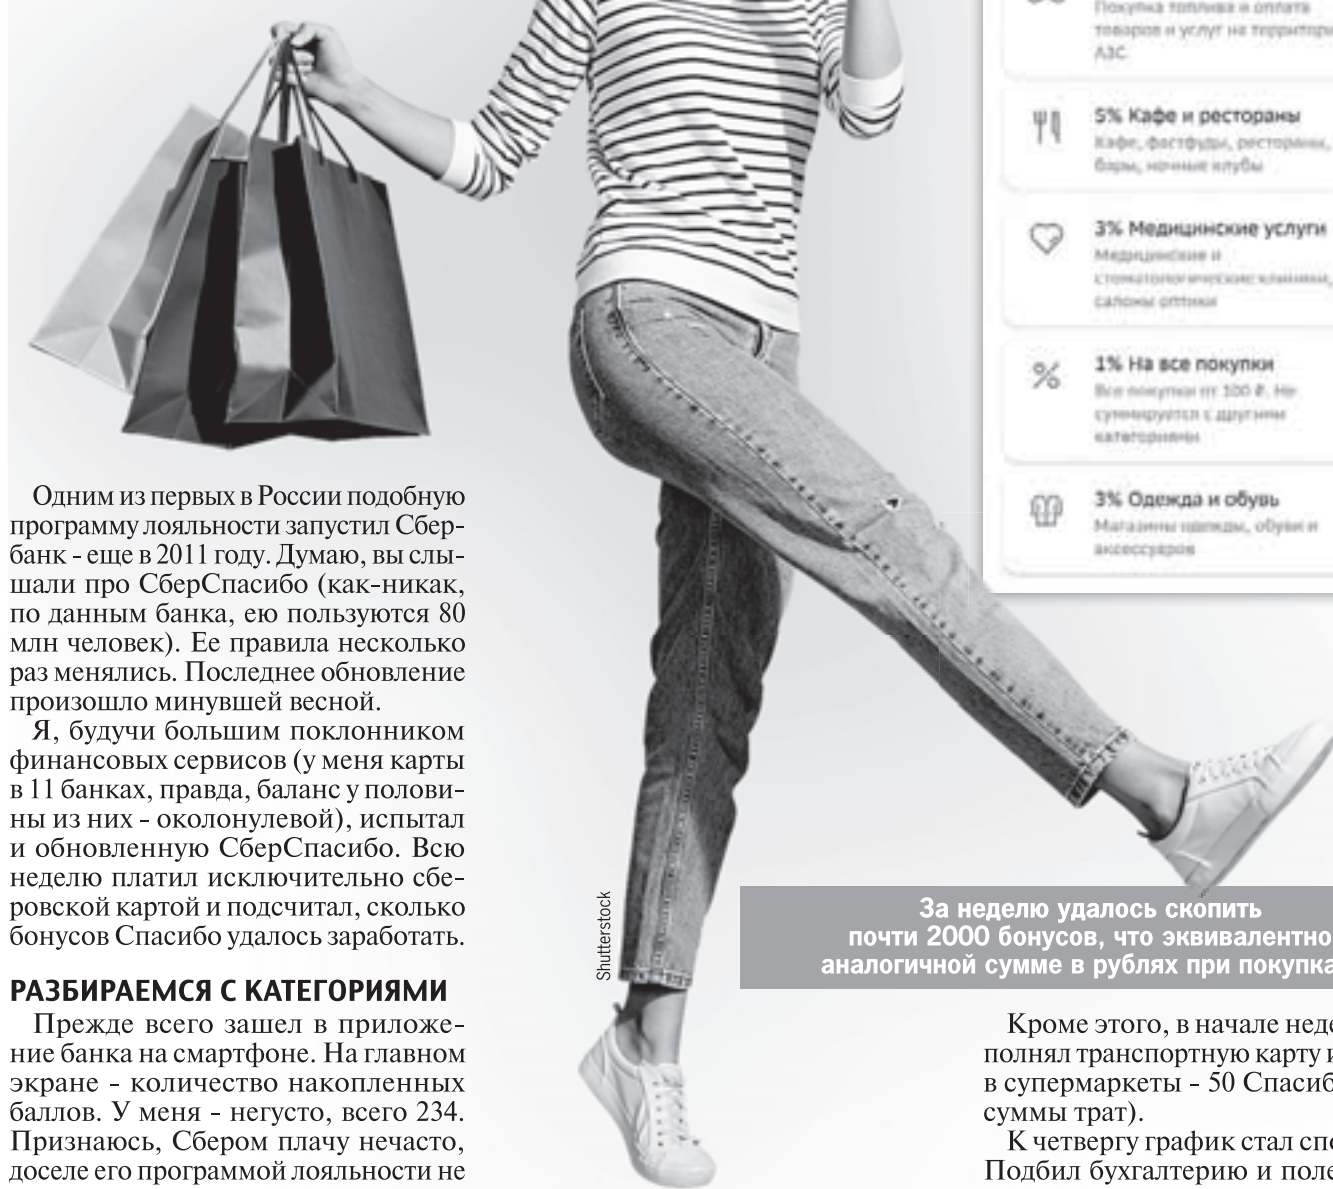 Одним из первых в России подобную
программу лояльности запустил Сбер-
банк - еще в 2011 году. Думаю, вы слы-
шали про СберСпасибо (как-никак,
по данным банка, ею пользуются 80
млн человек). Ее правила несколько
раз менялись. Последнее обновление
произошло минувшей весной.
Я, будучи большим поклонником
финансовых сервисов (у меня карты
в 11 банках, правда, баланс у полови-
ны из них - околонулевой), испытал
и обновленную СберСпасибо. Всю
неделю платил исключительно сбе-
ровской картой и подсчитал, сколько
бонусов Спасибо удалось заработать.
РАЗБИРАЕМСЯ С КАТЕГОРИЯМИ
Прежде всего зашел в приложе-
ние банка на смартфоне. На главном
экране - количество накопленных
баллов. У меня - негусто, всего 234.
Признаюсь, Сбером плачу нечасто,
доселе его программой лояльности не
Shutterstock
Покупка топлива и оплата
товаров и услуг на территори
АЗС
5% Кафе и рестораны
Кафе, фастфуды, рестораны,
бары, ночные клубы
3% Медицинские услуги
Медицинские и
стоматологические клиники,
салоны оптики
1% На все покупки
Все покупки от 100 ₽. Не
суммируется с другими
категориями
3% Одежда и обувь
Магазины одежды, обуви и
аксессуаров
За неделю удалось скопить
почти 2000 бонусов, что эквивалентно
аналогичной сумме в рублях при покупка
Кроме этого, в начале неде
полнял транспортную карту и
в супермаркеты - 50 Спасиб
суммы трат).
К четвергу график стал спо
Подбил бухгалтерию и поле